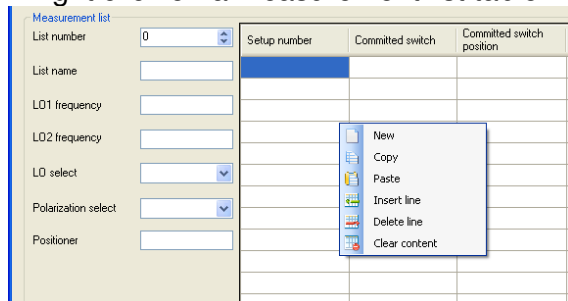 Measurement list
List number 0
List name
LO1 frequency
LO2 frequency
LO select
Polarization select
Positioner
Setup number Committed switch Committed switch position
New
Copy
Paste
Insert line
Delete line
Clear content